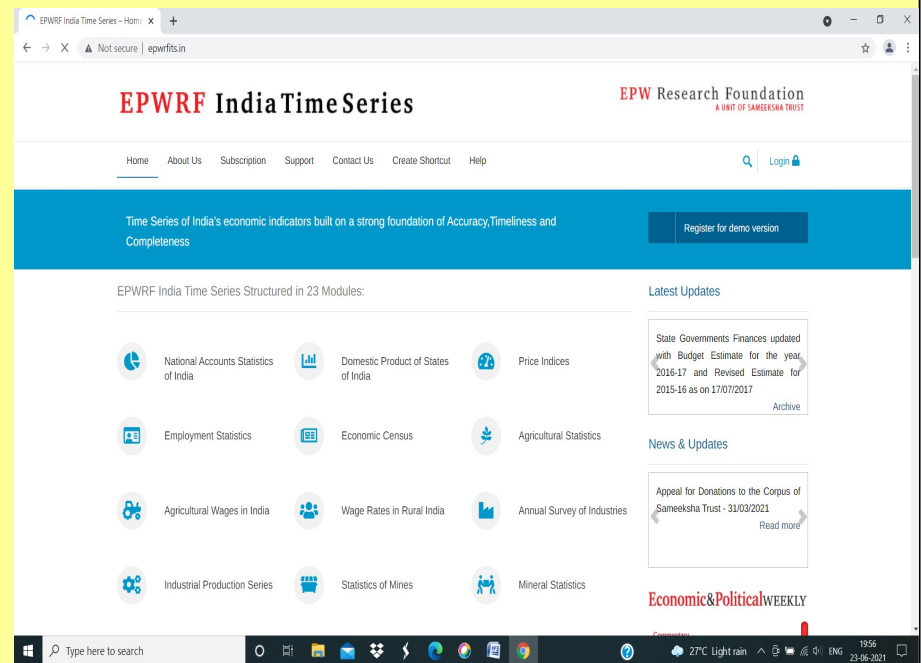 EPWRF India Time Series – Home
Not secure | epwrfits.in
EPWRF India Time Series
EPW Research Foundation
A UNIT OF SAMEEKSHA TRUST
Home About Us Subscription Support Contact Us Create Shortcut Help
Login
Time Series of India's economic indicators built on a strong foundation of Accuracy,Timeliness and
Completeness
Register for demo version
EPWRF India Time Series Structured in 23 Modules:
National Accounts Statistics
of India
Domestic Product of States
of India
Price Indices
Employment Statistics
Economic Census
Agricultural Statistics
Agricultural Wages in India
Wage Rates in Rural India
Annual Survey of Industries
Industrial Production Series
Statistics of Mines
Mineral Statistics
Latest Updates
State Governments Finances updated
with Budget Estimate for the year
2016-17 and Revised Estimate for
2015-16 as on 17/07/2017
Archive
News & Updates
Appeal for Donations to the Corpus of
Sameeksha Trust - 31/03/2021
Read more
Economic&PoliticalWEEKLY
Commentary
Type here to search
27°C Light rain
ENG
19:56
23-06-2021